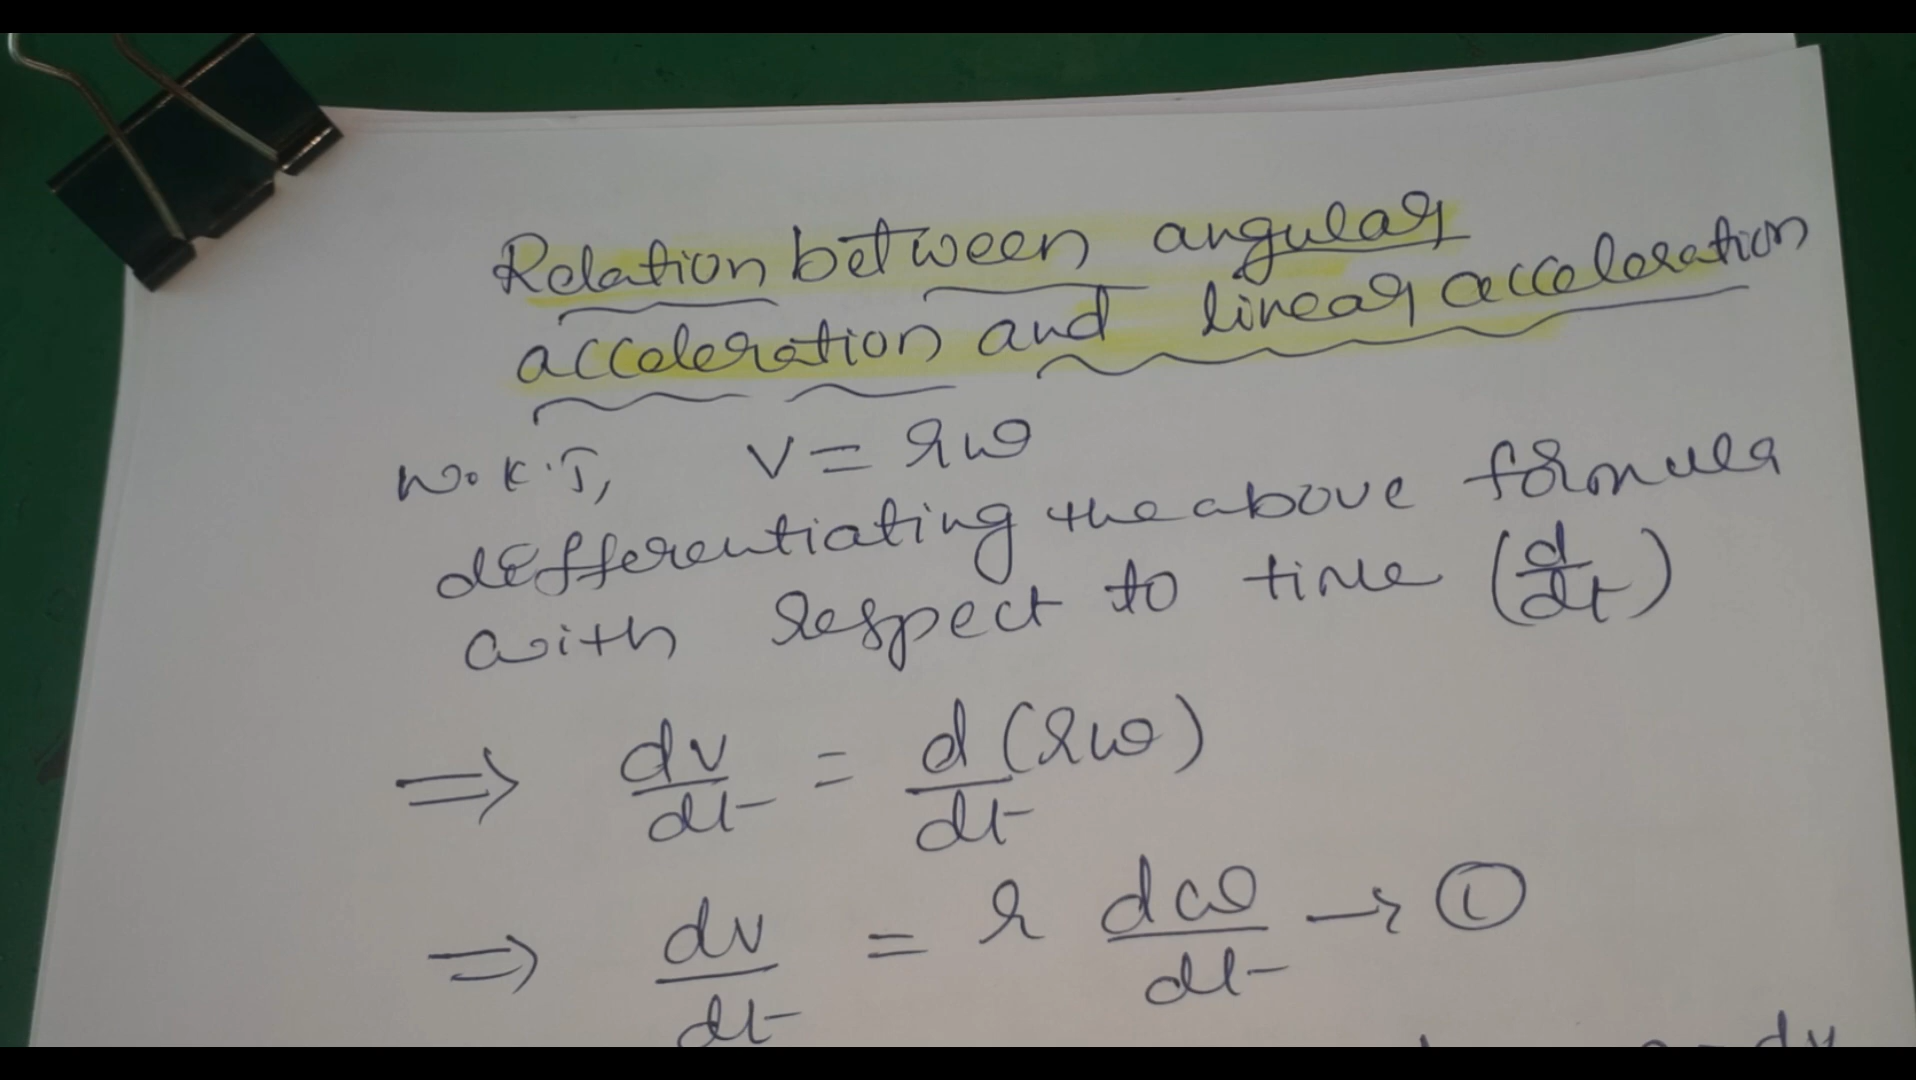 Relation between angular
acceleration and linear acceleration
W.K.T, V = rω
differentiating the above formula
with respect to time (d/dt)
⇒ dv/dt = d(rω)/dt
⇒ dv/dt = r dω/dt → ①